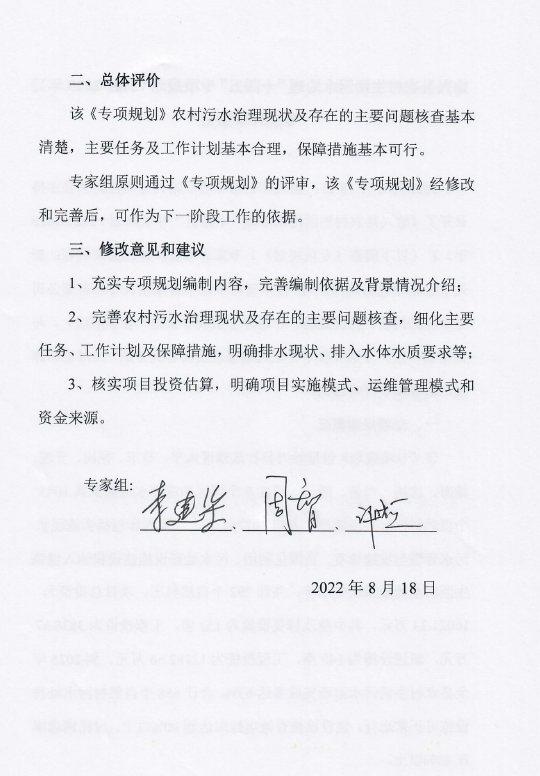 二、总体评价
该《专项规划》农村污水治理现状及存在的主要问题核查基本
清楚，主要任务及工作计划基本合理，保障措施基本可行。
专家组原则通过《专项规划》的评审，该《专项规划》经修改
和完善后，可作为下一阶段工作的依据。
三、修改意见和建议
1、充实专项规划编制内容，完善编制依据及背景情况介绍；
2、完善农村污水治理现状及存在的主要问题核查，细化主要
任务、工作计划及保障措施，明确排水现状、排入水体水质要求等；
3、核实项目投资估算，明确项目实施模式、运维管理模式和
资金来源。
专家组：李建华、周智、
2022 年 8 月 18 日